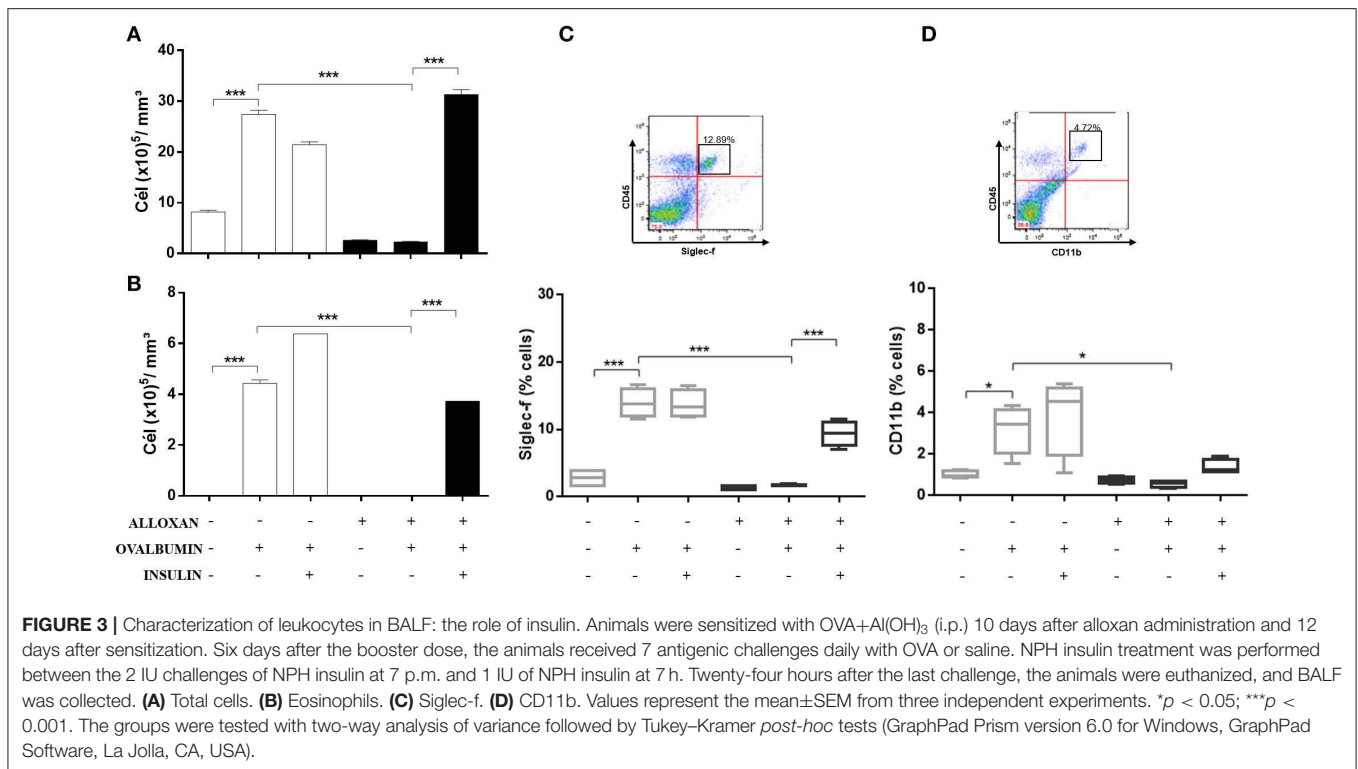 A
C
D
40
30
20
10
0
Cél (x10)⁵/ mm³
***
***
***
B
8
6
4
2
0
Cél (x10)⁵/ mm³
***
***
***
12.89%
CD45
Siglec-f
4.72%
CD45
CD11b
30
20
10
0
Siglec-f (% cells)
***
***
***
10
8
6
4
2
0
CD11b (% cells)
*
*
ALLOXAN - - - + + + - - - + + + - - - + + +
OVALBUMIN - + + - + + - + + - + + - + + - + +
INSULIN - - + - - + - - + - - + - - + - - +
FIGURE 3 | Characterization of leukocytes in BALF: the role of insulin. Animals were sensitized with OVA+Al(OH)₃ (i.p.) 10 days after alloxan administration and 12
days after sensitization. Six days after the booster dose, the animals received 7 antigenic challenges daily with OVA or saline. NPH insulin treatment was performed
between the 2 IU challenges of NPH insulin at 7 p.m. and 1 IU of NPH insulin at 7 h. Twenty-four hours after the last challenge, the animals were euthanized, and BALF
was collected. (A) Total cells. (B) Eosinophils. (C) Siglec-f. (D) CD11b. Values represent the mean±SEM from three independent experiments. *p < 0.05; ***p <
0.001. The groups were tested with two-way analysis of variance followed by Tukey–Kramer post-hoc tests (GraphPad Prism version 6.0 for Windows, GraphPad
Software, La Jolla, CA, USA).